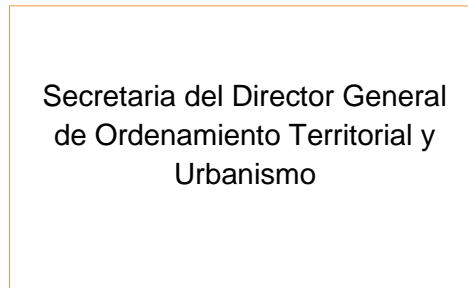 Secretaria del Director General
de Ordenamiento Territorial y
Urbanismo